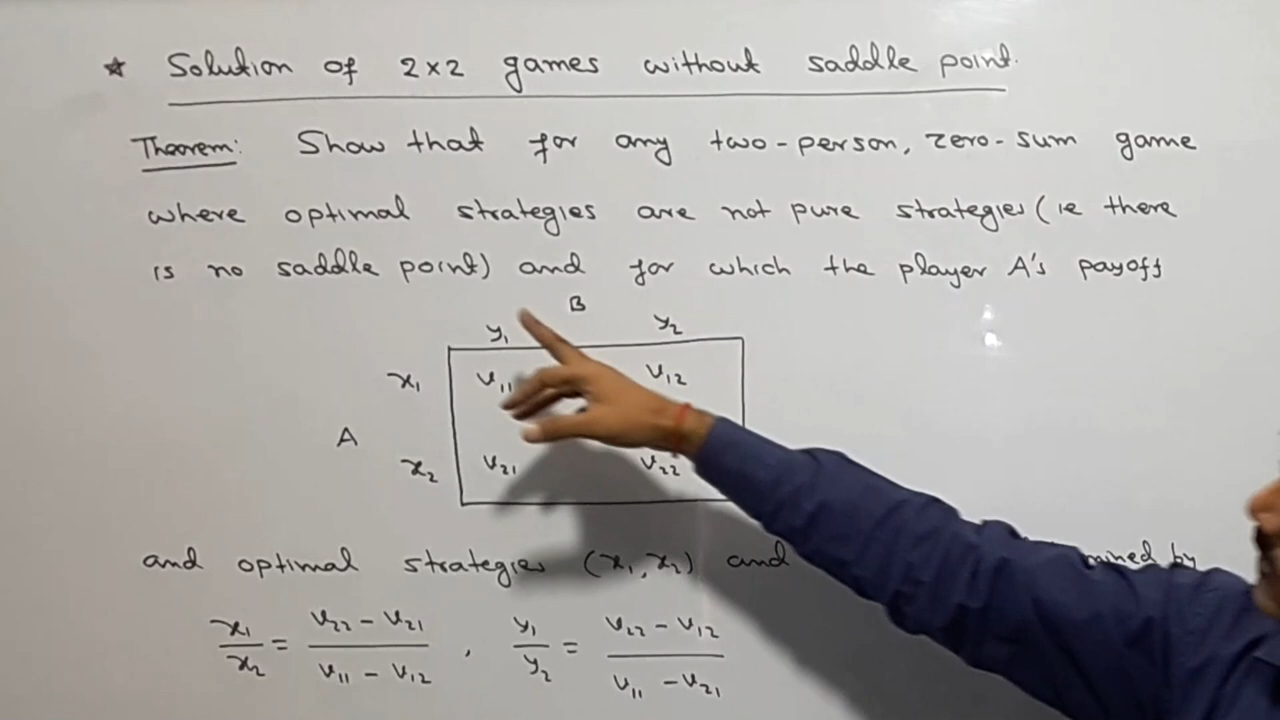 * Solution of 2×2 games without saddle point.
Theorem: Show that for any two-person, zero-sum game
where optimal strategies are not pure strategies (ie there
is no saddle point) and for which the player A's payoff
B
y₁ y₂
x₁ v₁₁ v₁₂
A
x₂ v₂₁ v₂₂
and optimal strategies (x₁, x₂) and
x₁/x₂ = (v₂₂ - v₂₁)/(v₁₁ - v₁₂) , y₁/y₂ = (v₂₂ - v₁₂)/(v₁₁ - v₂₁)